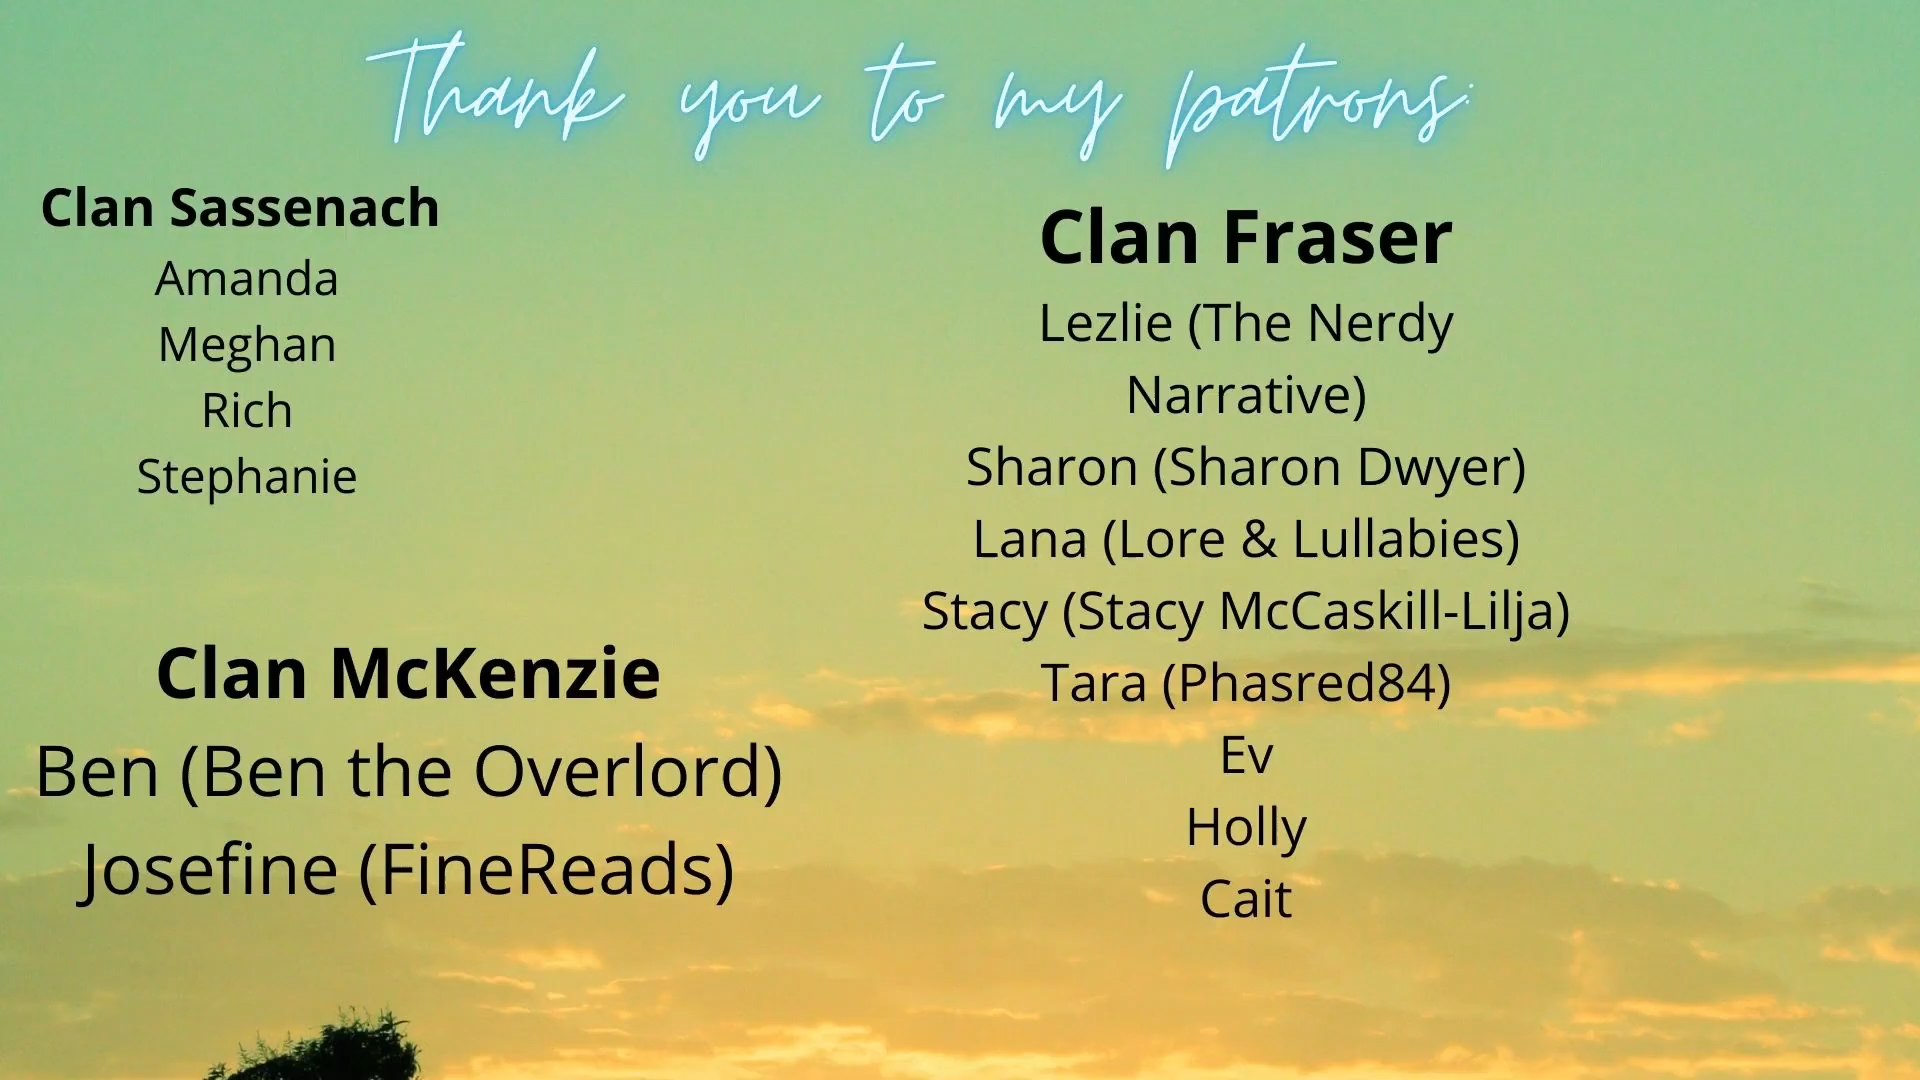 Thank you to my patrons:
Clan Sassenach
Amanda
Meghan
Rich
Stephanie
Clan McKenzie
Ben (Ben the Overlord)
Josefine (FineReads)
Clan Fraser
Lezlie (The Nerdy
Narrative)
Sharon (Sharon Dwyer)
Lana (Lore & Lullabies)
Stacy (Stacy McCaskill-Lilja)
Tara (Phasred84)
Ev
Holly
Cait